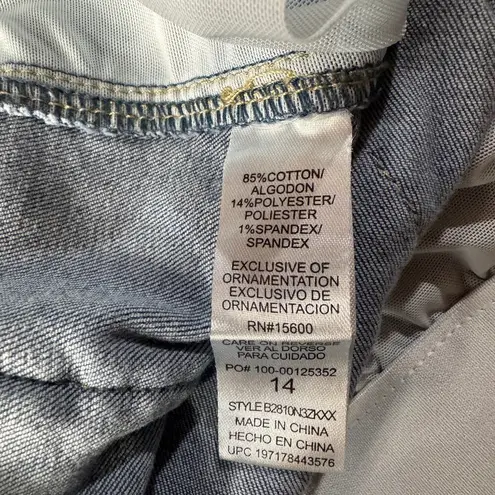 85%COTTON/
ALGODON
14%POLYESTER/
POLIESTER
1%SPANDEX/
SPANDEX
EXCLUSIVE OF
ORNAMENTATION
EXCLUSIVO DE
ORNAMENTACION
RN#15600
CARE ON REVERSE
VER AL DORSO
PARA CUIDADO
PO# 100-00125352
14
STYLE B2810N3ZKXX
MADE IN CHINA
HECHO EN CHINA
UPC 197178443576